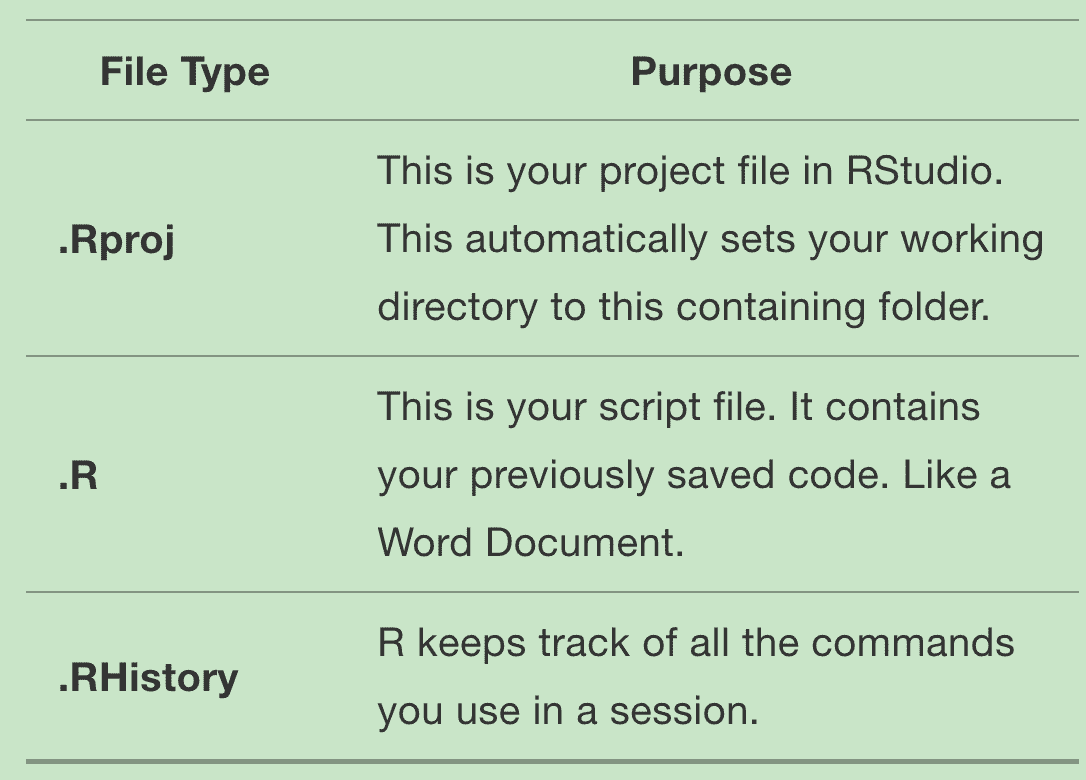 File Type Purpose
This is your project file in RStudio.
.Rproj This automatically sets your working
directory to this containing folder.
This is your script file. It contains
.R your previously saved code. Like a
Word Document.
R keeps track of all the commands
.RHistory
you use in a session.